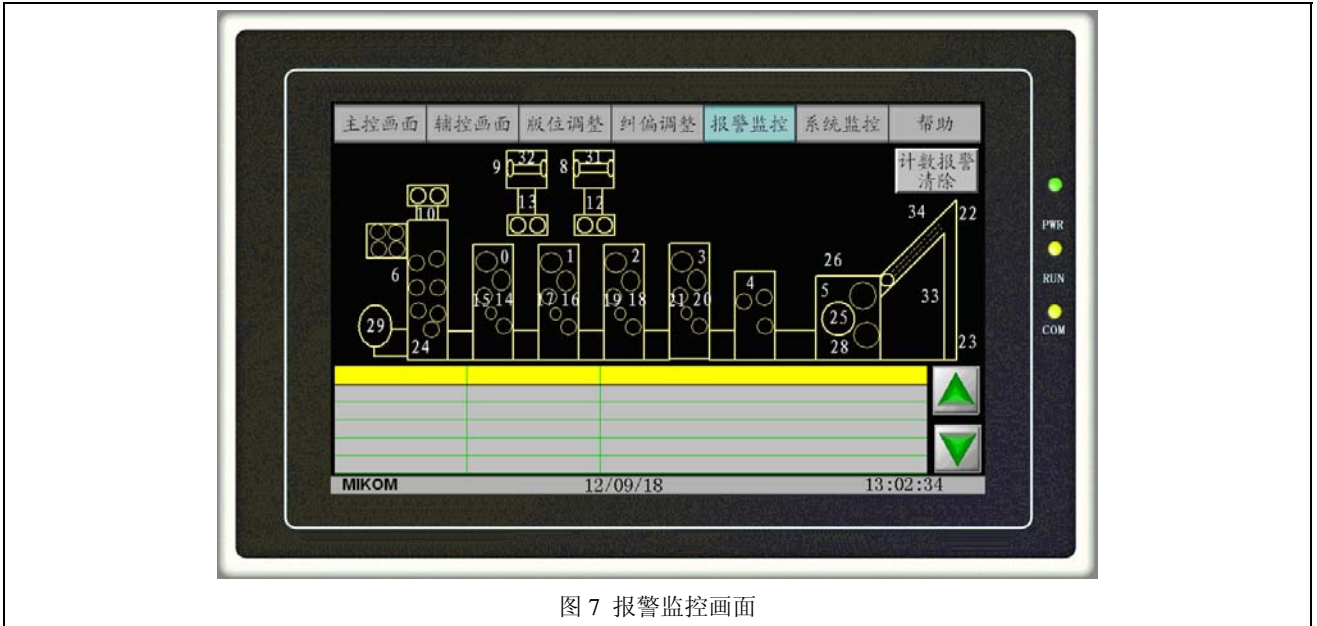 主控画面 辅控画面 版位调整 纠偏调整 报警监控 系统监控 帮助
计数报警
清除
9 32 8 31
10 13 12
34 22
PWR
6 0 1 2 3 26
RUN
4 5 33
15 14 17 16 19 18 21 20
29 25
COM
24 28 23
MIKOM 12/09/18 13:02:34
图 7 报警监控画面